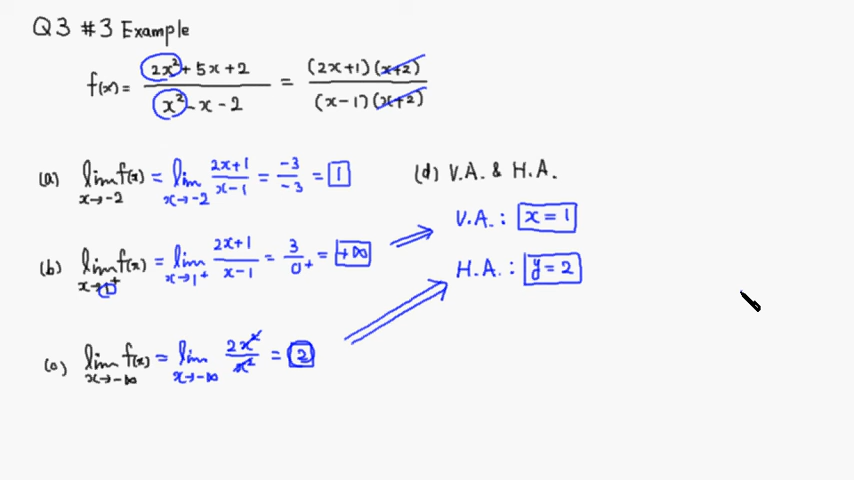 Q3 #3 Example
f(x) = (2x²+5x+2)/(x²-x-2) = (2x+1)(x+2)/(x-1)(x+2)
(a) lim x→-2 f(x) = lim x→-2 (2x+1)/(x-1) = -3/-3 = 1
(b) lim x→1⁺ f(x) = lim x→1⁺ (2x+1)/(x-1) = 3/0⁺ = +∞
(c) lim x→-∞ f(x) = lim x→-∞ 2x²/x² = 2
(d) V.A. & H.A.
⇒ V.A. : x = 1
⇒ H.A. : y = 2